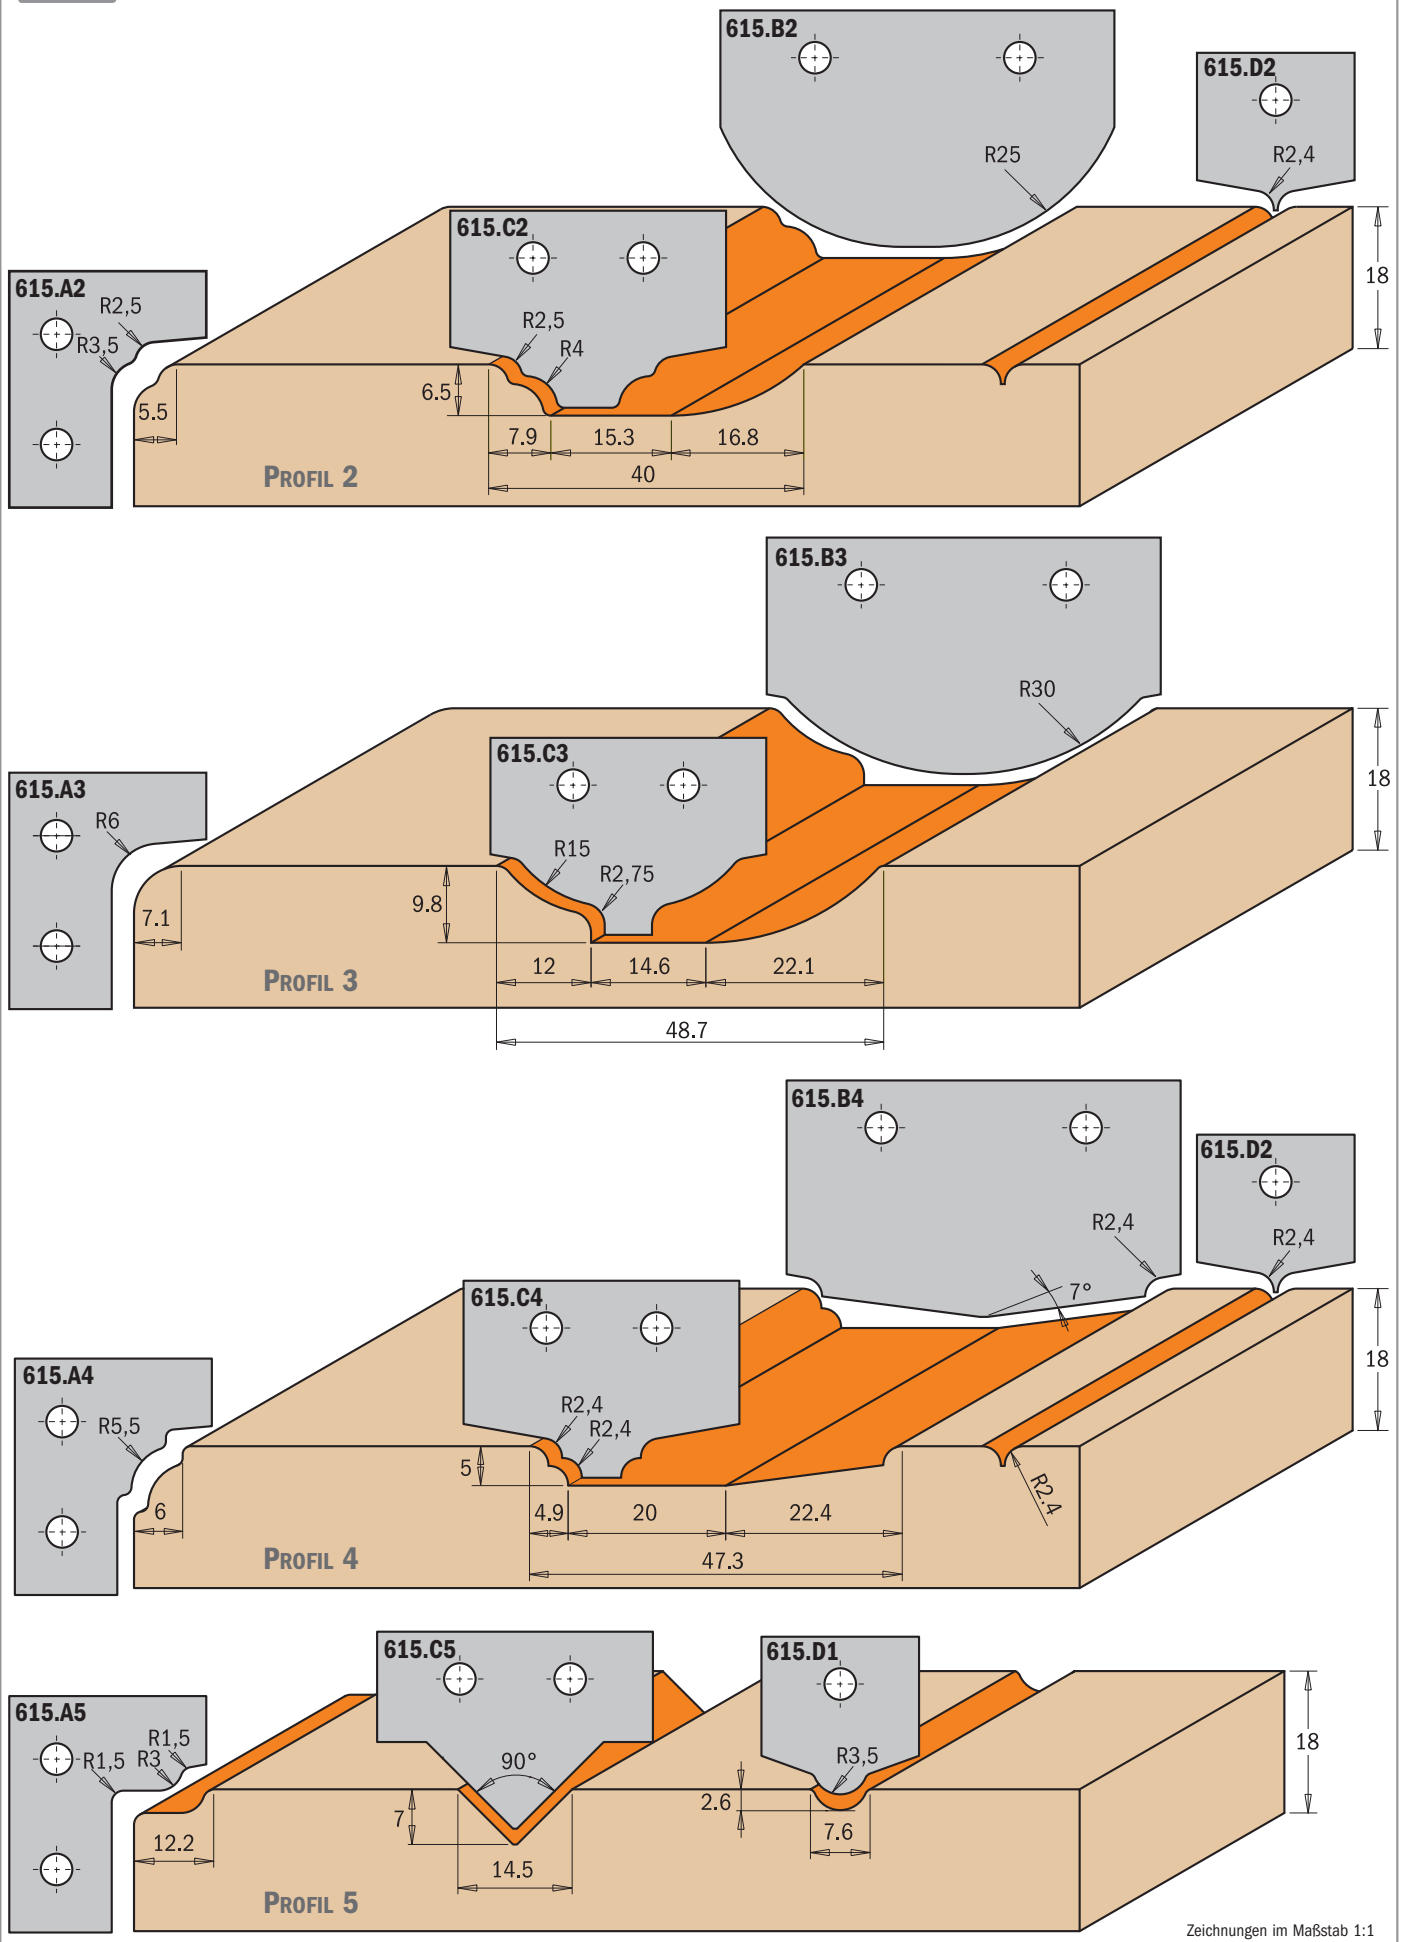 615.B2
615.D2
R25
R2,4
615.C2
18
615.A2
R2,5
R3,5
R2,5
R4
6.5
5.5
7.9
15.3
16.8
40
PROFIL 2
615.B3
R30
615.C3
18
615.A3
R6
R15
R2,75
9.8
7.1
12
14.6
22.1
48.7
PROFIL 3
615.B4
615.D2
R2,4
R2,4
7°
615.C4
18
615.A4
R5,5
R2,4
R2,4
5
6
4.9
20
22.4
R2.4
47.3
PROFIL 4
615.C5
615.D1
615.A5
R1,5
R3
R1,5
90°
R3,5
18
7
2.6
12.2
14.5
7.6
PROFIL 5
Zeichnungen im Maßstab 1:1